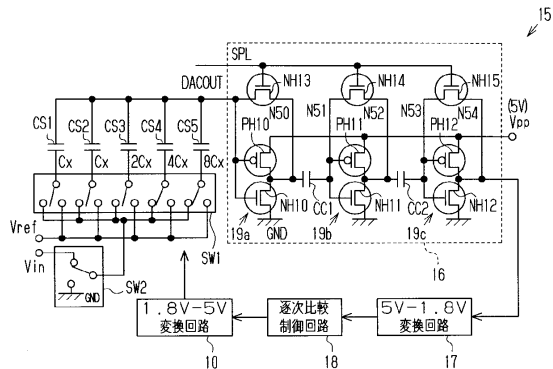 15
SPL
DACOUT
NH13
NH14
NH15
N50
N51
N52
N53
N54
(5V)
Vpp
CS1
CS2
CS3
CS4
CS5
PH10
PH11
PH12
Cx
Cx
2Cx
4Cx
8Cx
NH10
CC1
NH11
CC2
NH12
19a
GND
19b
19c
16
Vref
Vin
SW1
GND
SW2
1.8V-5V
変換回路
逐次比較
制御回路
5V-1.8V
変換回路
10
18
17